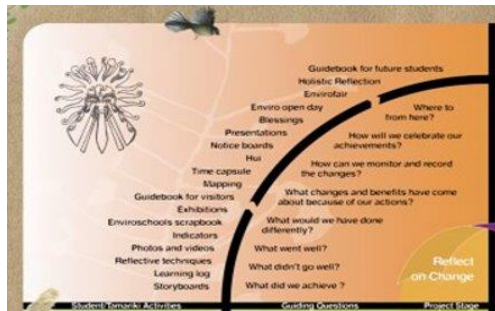 Guidebook for future students
Holistic Reflection
Envirofair
Enviro open day
Blessings
Presentations
Notice boards
Hui
Time capsule
Mapping
Guidebook for visitors
Exhibitions
Enviroschools scrapbook
Indicators
Photos and videos
Reflective techniques
Learning log
Storyboards
Where to
from here?
How will we celebrate our
achievements?
How can we monitor and record
the changes?
What changes and benefits have come
about because of our actions?
What would we have done
differently?
What went well?
What didn't go well?
What did we achieve ?
Reflect
on Change
Student/Tamariki Activities
Guiding Questions
Project Stage